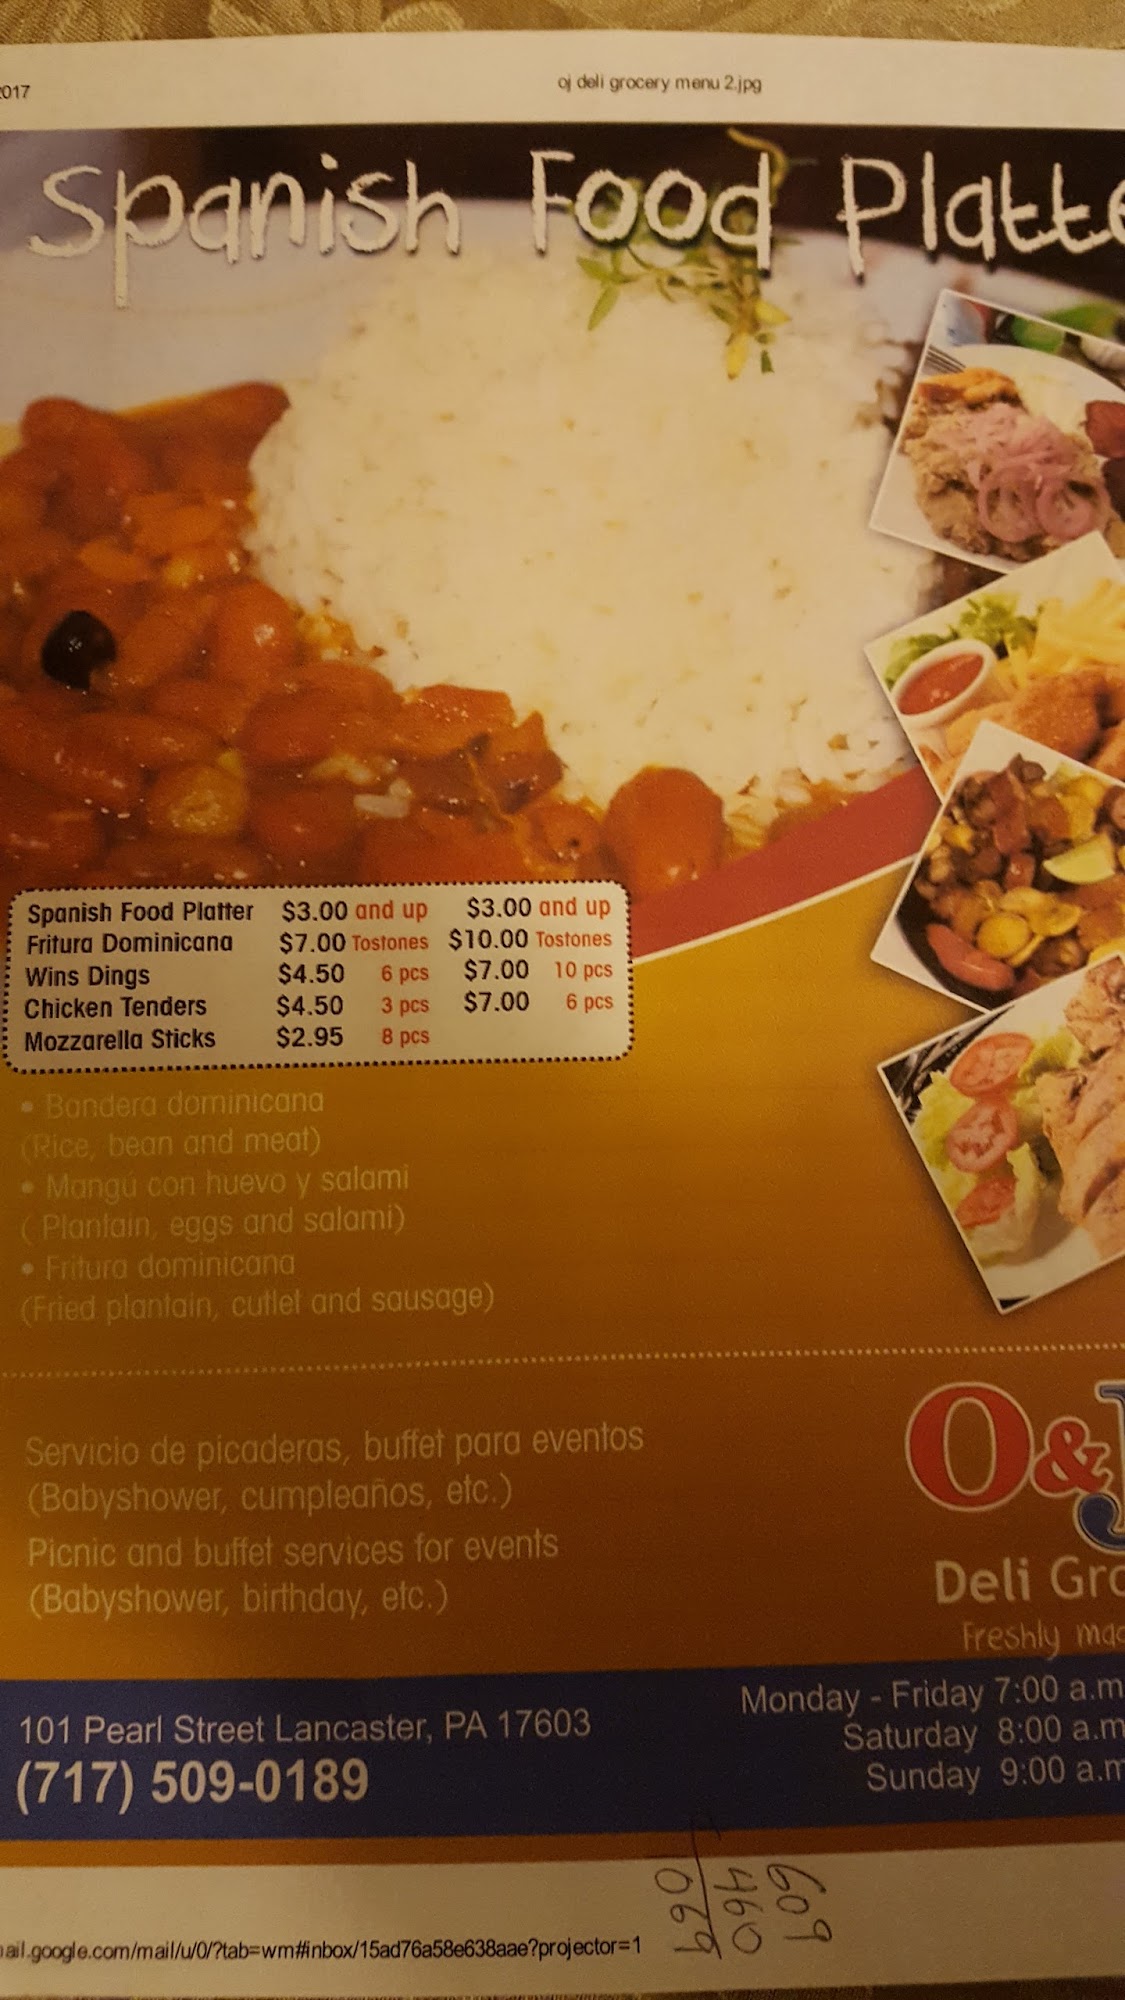 2017 oj deli grocery menu 2.jpg
Spanish Food Platte
Spanish Food Platter $3.00 and up $3.00 and up
Fritura Dominicana $7.00 Tostones $10.00 Tostones
Wins Dings $4.50 6 pcs $7.00 10 pcs
Chicken Tenders $4.50 3 pcs $7.00 6 pcs
Mozzarella Sticks $2.95 8 pcs
• Bandera dominicana
(Rice, bean and meat)
• Mangú con huevo y salami
( Plantain, eggs and salami)
• Fritura dominicana
(Fried plantain, cutlet and sausage)
Servicio de picaderas, buffet para eventos
(Babyshower, cumpleaños, etc.)
Picnic and buffet services for events
(Babyshower, birthday, etc.)
O&J
Deli Gro
Freshly mad
101 Pearl Street Lancaster, PA 17603
(717) 509-0189
Monday - Friday 7:00 a.m
Saturday 8:00 a.m
Sunday 9:00 a.m
609
460
ail.google.com/mail/u/0/?tab=wm#inbox/15ad76a58e638aae?projector=1